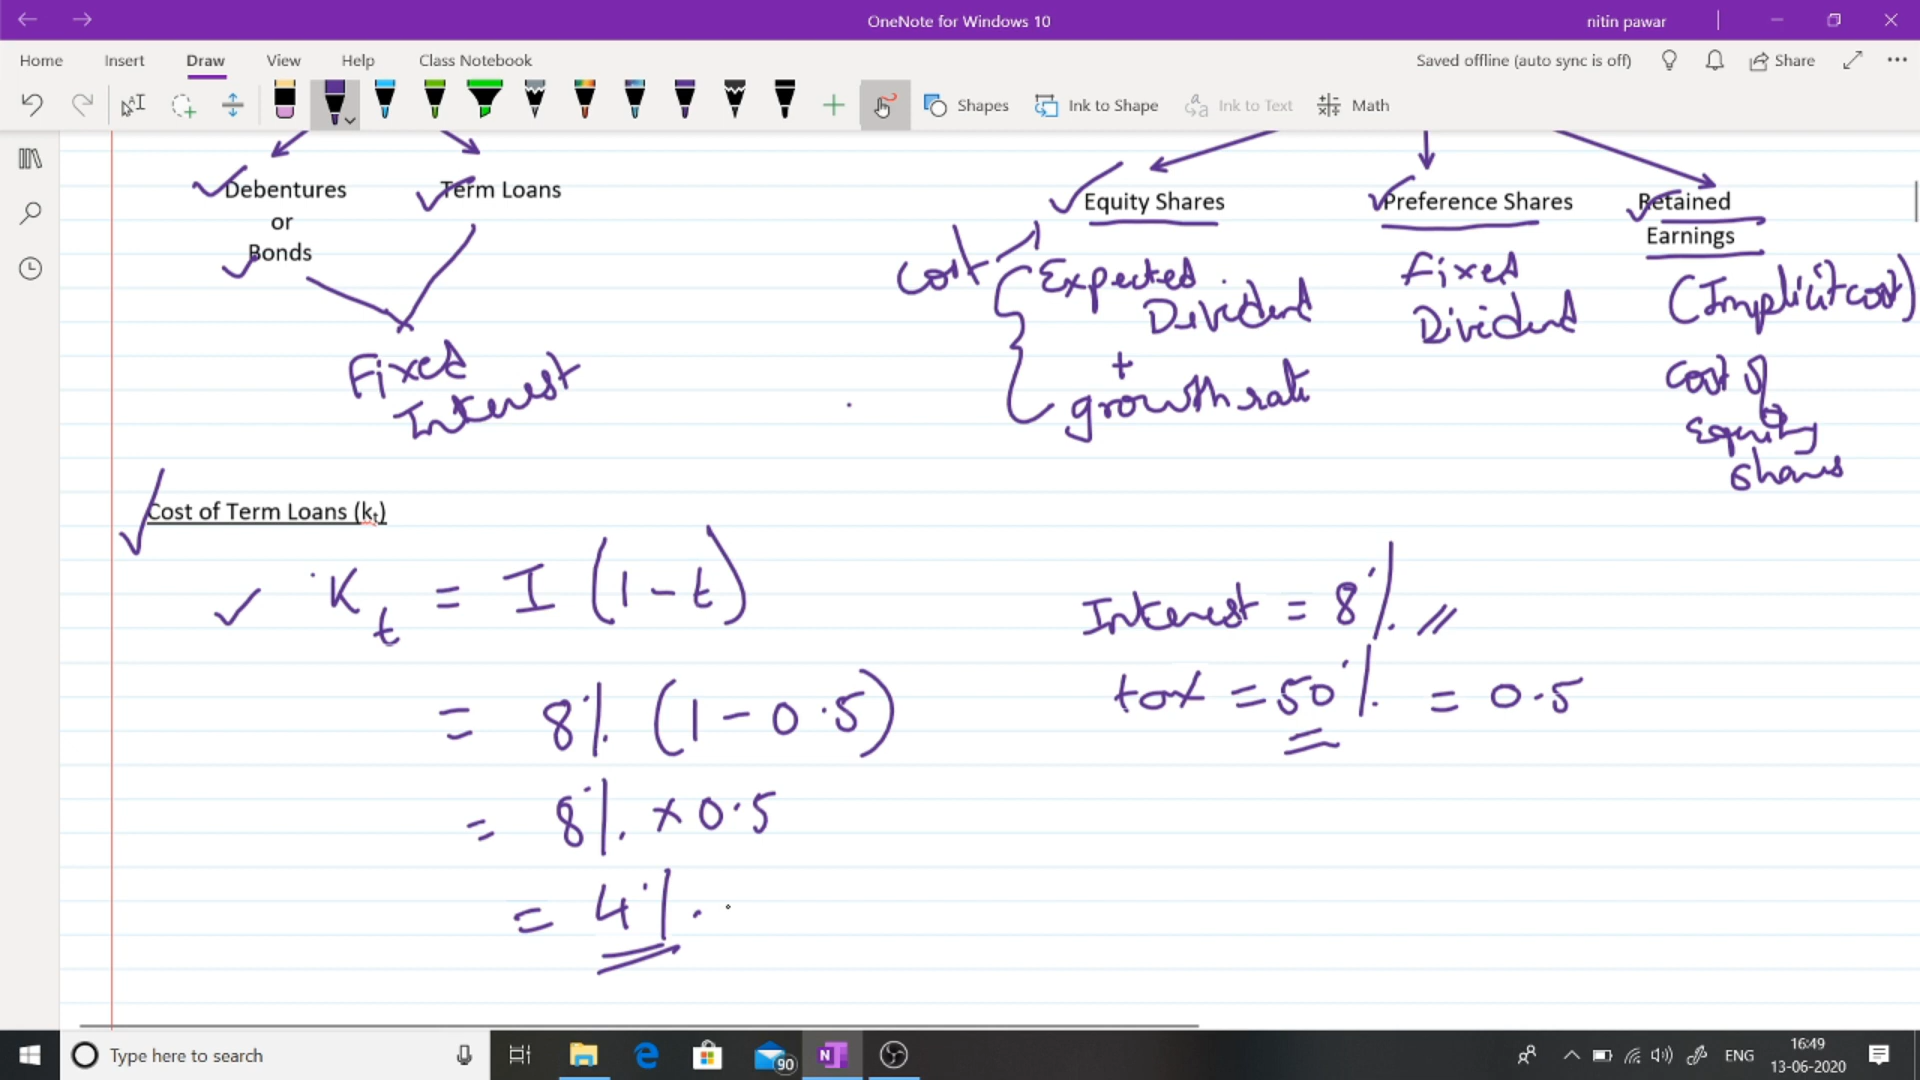 OneNote for Windows 10
nitin pawar
Home Insert Draw View Help Class Notebook
Saved offline (auto sync is off) Share
Shapes Ink to Shape Ink to Text Math
Debentures
or
Bonds
Term Loans
Fixed
Interest
Equity Shares
Cost
Expected
Dividend
+
growth rate
Preference Shares
Fixed
Dividend
Retained
Earnings
(Implicit cost)
Cost of
Equity
shares
Cost of Term Loans (kt)
Kt = I (1 - t)
= 8% (1 - 0.5)
= 8% x 0.5
= 4%.
Interest = 8% //
tax = 50% = 0.5
Type here to search
90
ENG
16:49
13-06-2020